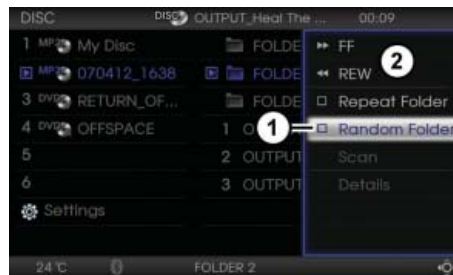 DISC DISC OUTPUT_Heal The ... 00:09
1 MP3 My Disc FOLDE FF
MP3 070412_1638 FOLDE REW 2
3 DVD RETURN_OF... FOLDE Repeat Folder
4 DVD OFFSPACE 1 O 1 Random Folder
5 2 OUTPUT Scan
6 3 OUTPUT Details
Settings
24°C FOLDER 2